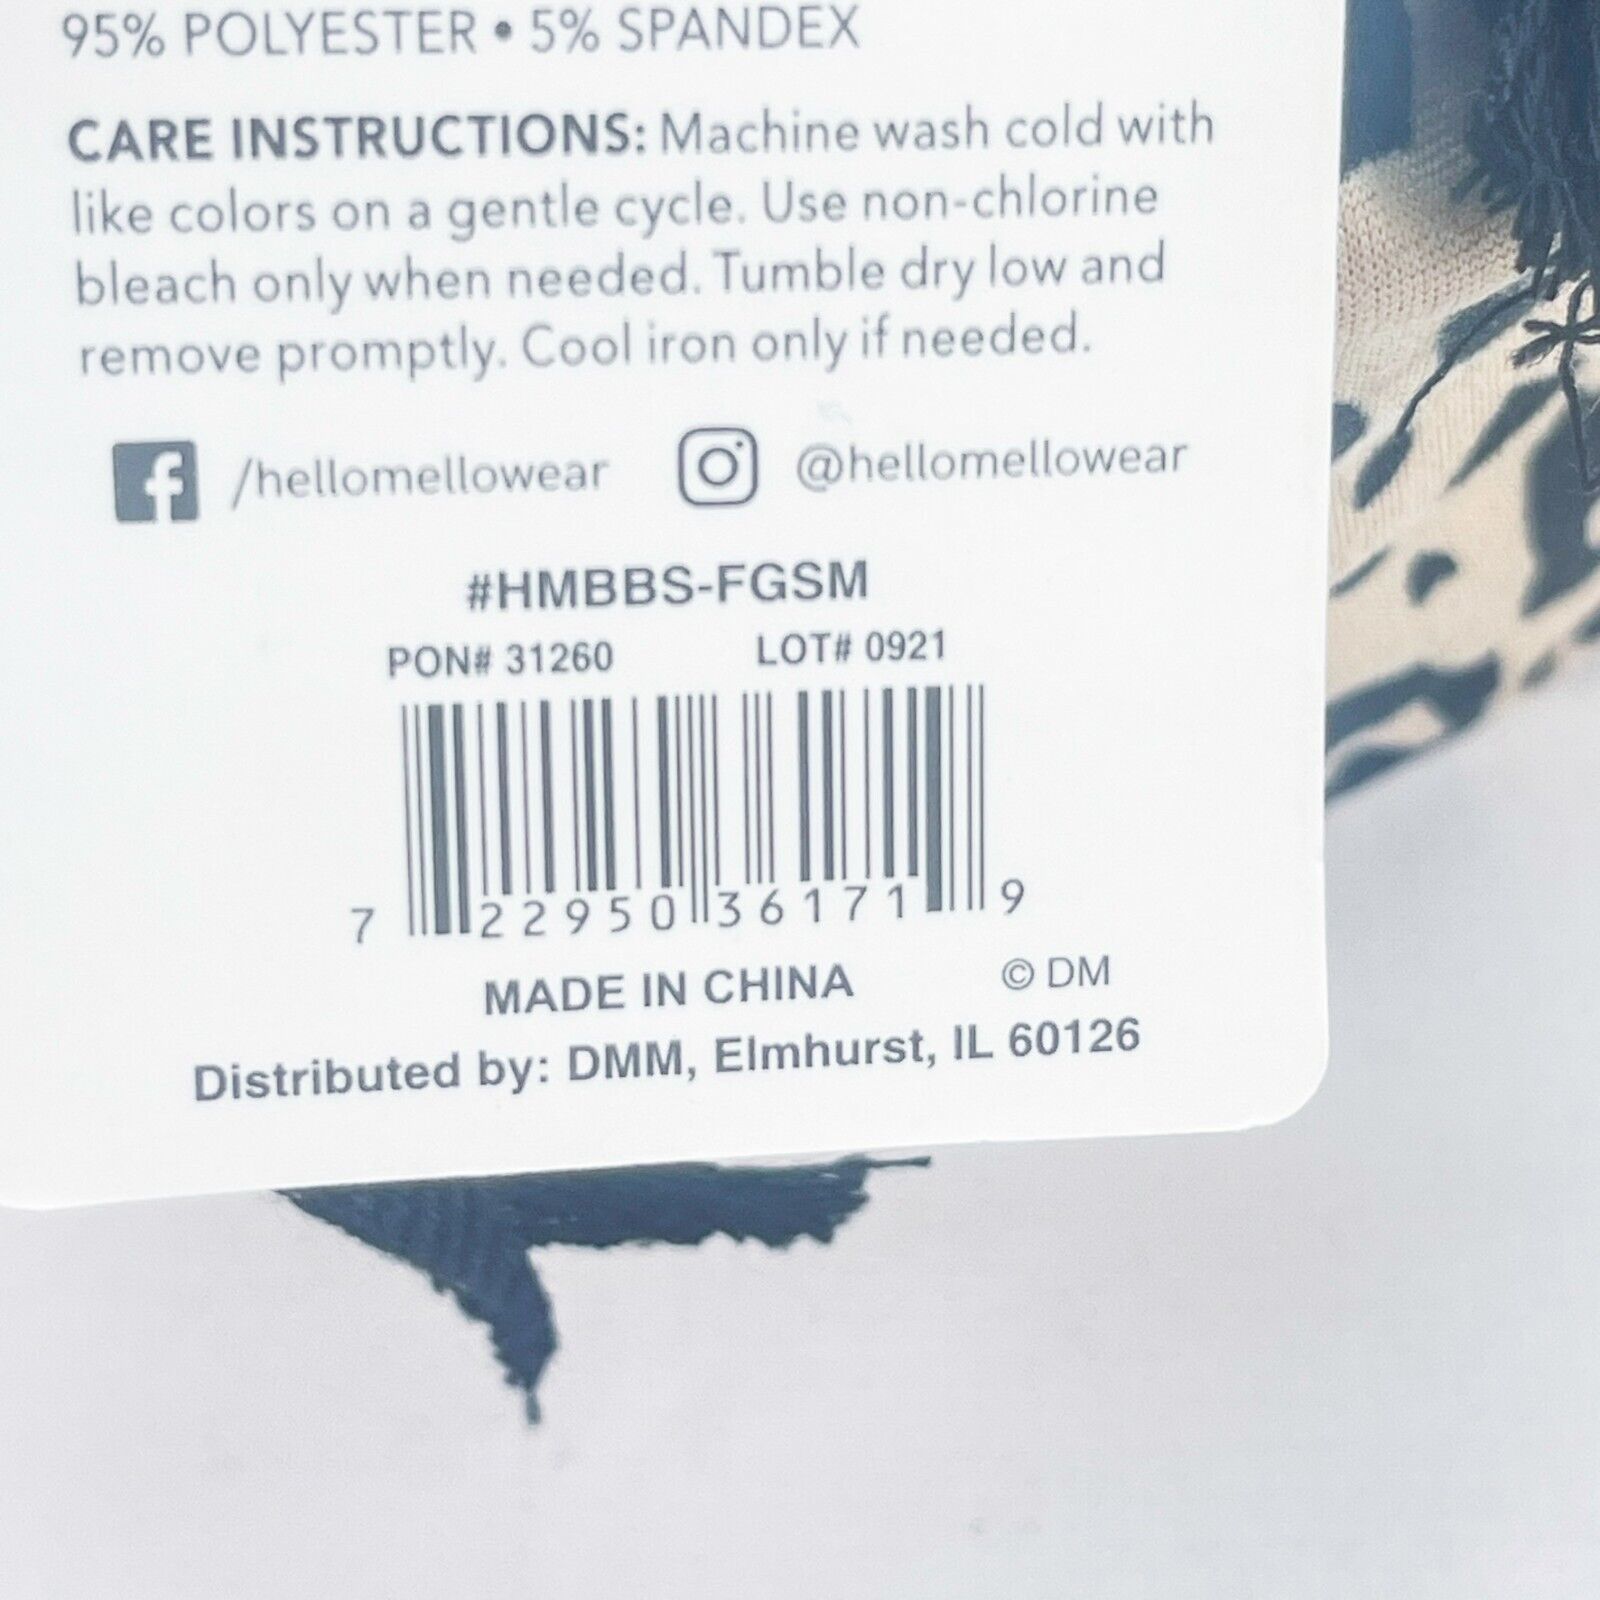 95% POLYESTER • 5% SPANDEX
CARE INSTRUCTIONS: Machine wash cold with
like colors on a gentle cycle. Use non-chlorine
bleach only when needed. Tumble dry low and
remove promptly. Cool iron only if needed.
/hellomellowear @hellomellowear
#HMBBS-FGSM
PON# 31260 LOT# 0921
7 22950 36171 9
MADE IN CHINA © DM
Distributed by: DMM, Elmhurst, IL 60126